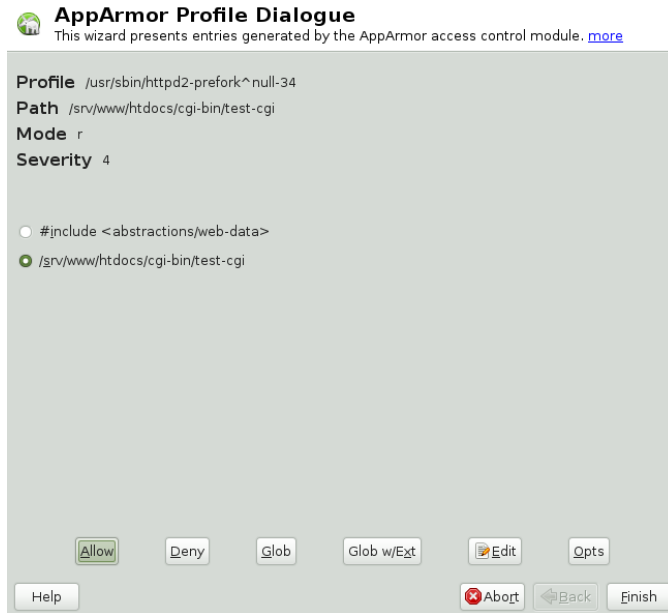 AppArmor Profile Dialogue
This wizard presents entries generated by the AppArmor access control module. more
Profile /usr/sbin/httpd2-prefork^null-34
Path /srv/www/htdocs/cgi-bin/test-cgi
Mode r
Severity 4
#include <abstractions/web-data>
/srv/www/htdocs/cgi-bin/test-cgi
Allow Deny Glob Glob w/Ext Edit Opts
Help Abort Back Finish